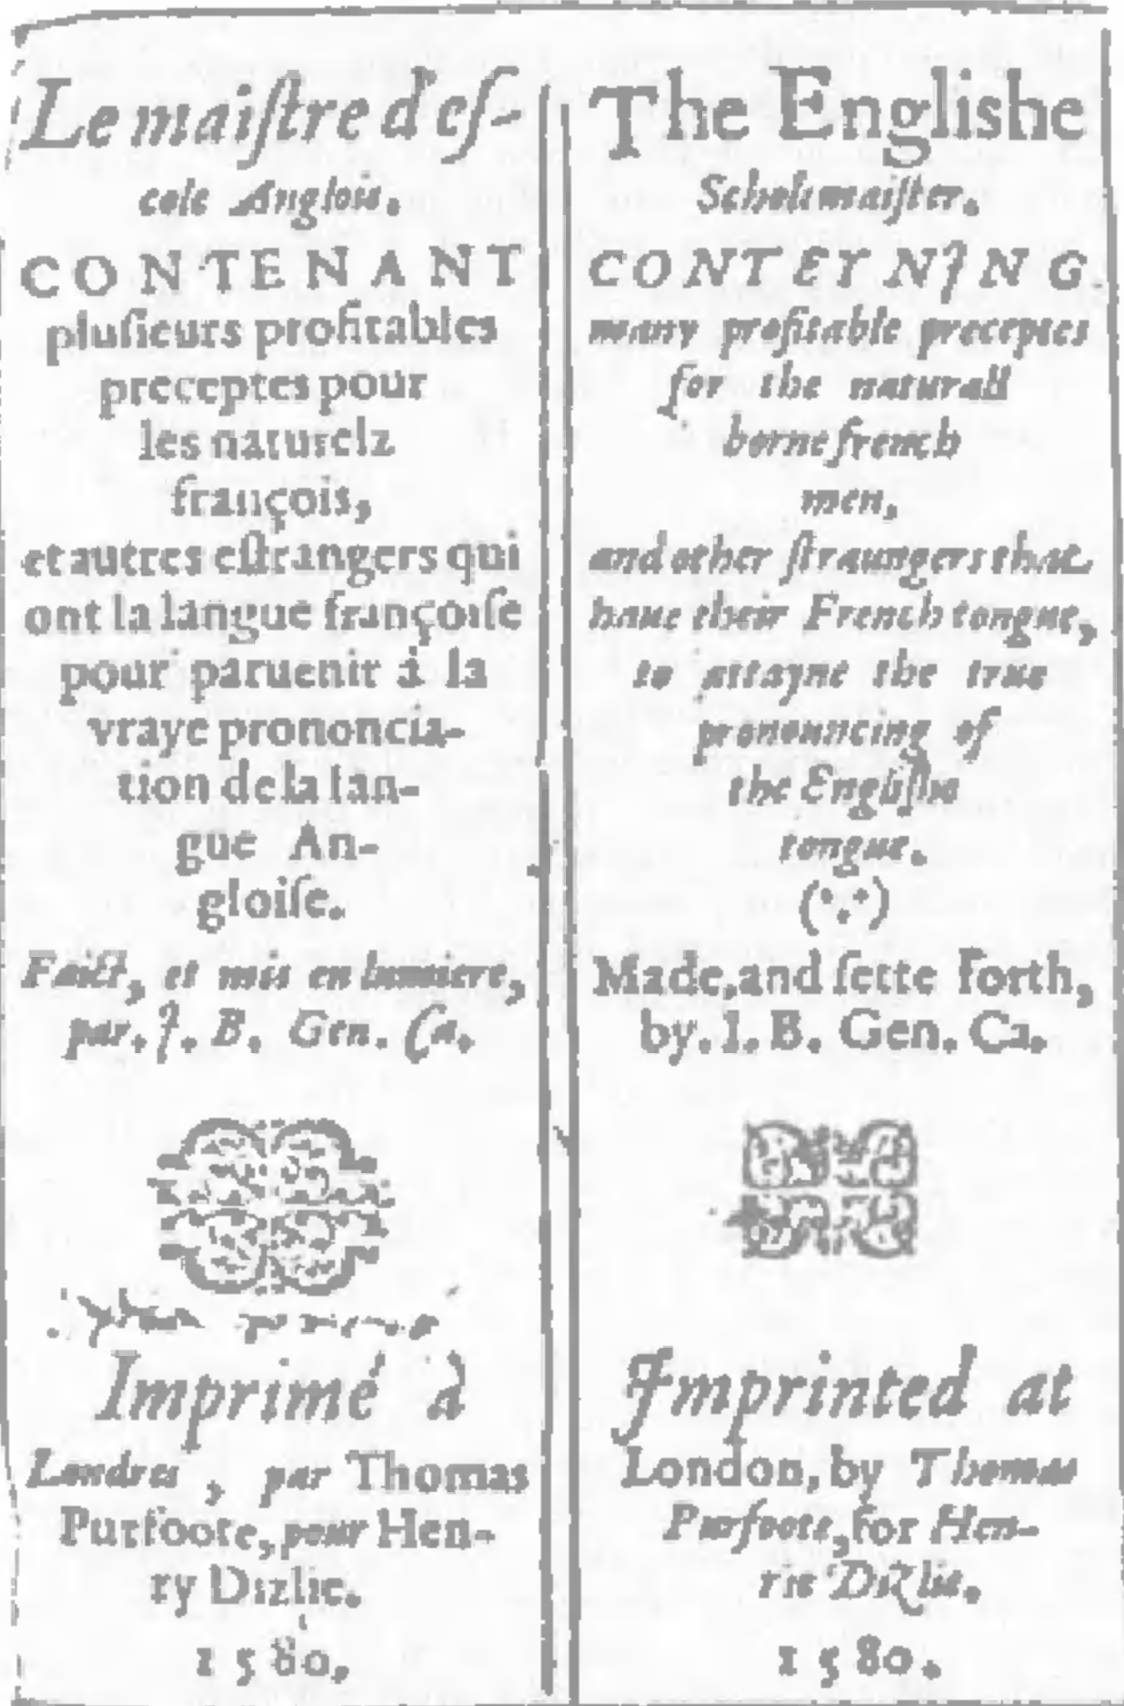 Le maiſtre d'eſ-
cole Anglois.
CONTENANT
pluſieurs profitables
preceptes pour
les naturelz
françois,
et autres eſtrangers qui
ont la langue françoiſe
pour paruenir à la
vraye prononcia-
tion de la lan-
gue An-
gloiſe.
Faict, et mis en lumiere,
par. J. B. Gen. Ca.
Imprimé à
Londres, par Thomas
Purfoote, pour Hen-
ry Dizlie.
1580.
The Englishe
Scholemaiſter.
CONTEYNJNG.
many profitable preceptes
for the naturall
borne french
men,
and other ſtraungers that
haue their French tongue,
to attayne the true
pronouncing of
the Engliſhe
tongue.
Made, and ſette forth,
by. I. B. Gen. Ca.
Jmprinted at
London, by Thomas
Purfoote, for Hen-
rie Dizlie.
1580.